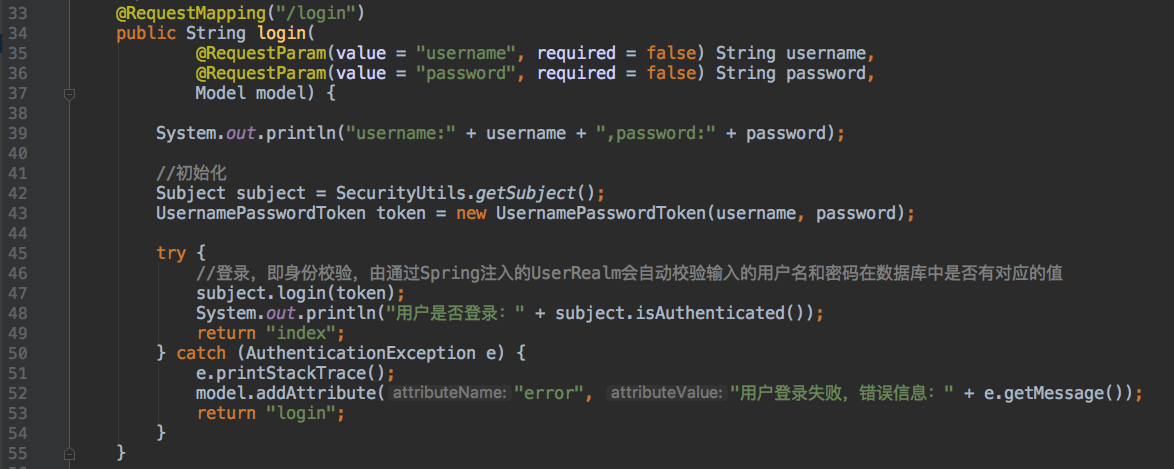 33 @RequestMapping("/login")
34 public String login(
35 @RequestParam(value = "username", required = false) String username,
36 @RequestParam(value = "password", required = false) String password,
37 Model model) {
38
39 System.out.println("username:" + username + ",password:" + password);
40
41 //初始化
42 Subject subject = SecurityUtils.getSubject();
43 UsernamePasswordToken token = new UsernamePasswordToken(username, password);
44
45 try {
46 //登录，即身份校验，由通过Spring注入的UserRealm会自动校验输入的用户名和密码在数据库中是否有对应的值
47 subject.login(token);
48 System.out.println("用户是否登录：" + subject.isAuthenticated());
49 return "index";
50 } catch (AuthenticationException e) {
51 e.printStackTrace();
52 model.addAttribute( attributeName: "error", attributeValue: "用户登录失败，错误信息：" + e.getMessage());
53 return "login";
54 }
55 }